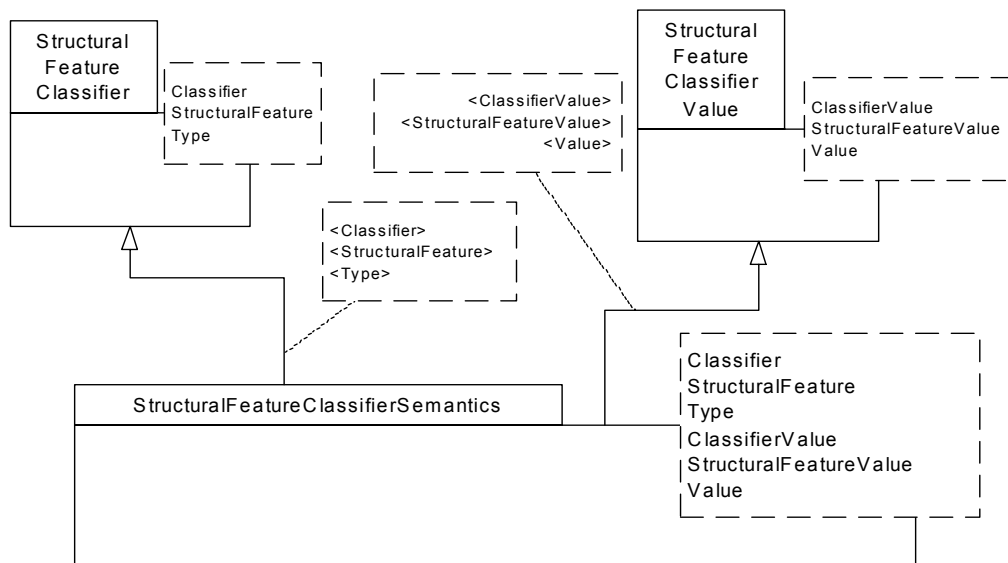 Structural
Feature
Classifier
Classifier
StructuralFeature
Type
<ClassifierValue>
<StructuralFeatureValue>
<Value>
Structural
Feature
Classifier
Value
ClassifierValue
StructuralFeatureValue
Value
<Classifier>
<StructuralFeature>
<Type>
StructuralFeatureClassifierSemantics
Classifier
StructuralFeature
Type
ClassifierValue
StructuralFeatureValue
Value